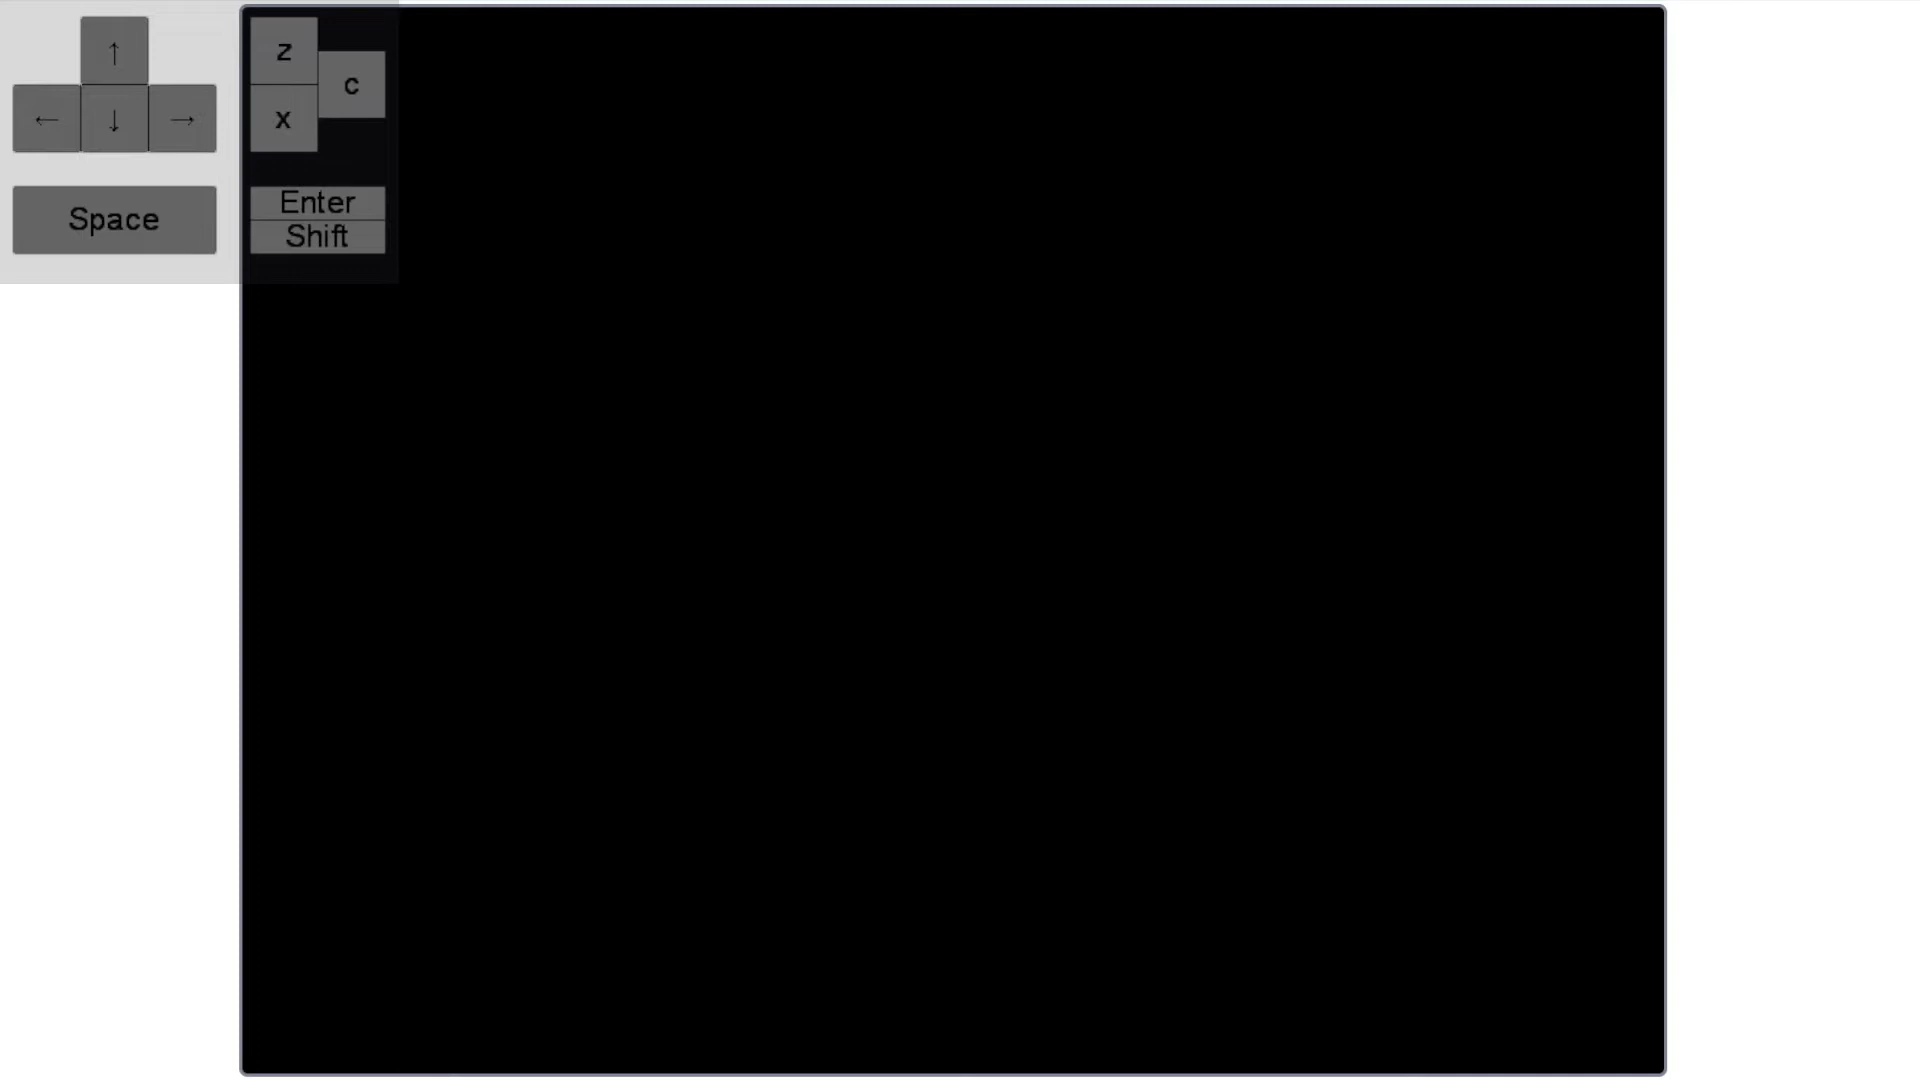 ↑
← ↓ →
Space
z
c
x
Enter
Shift